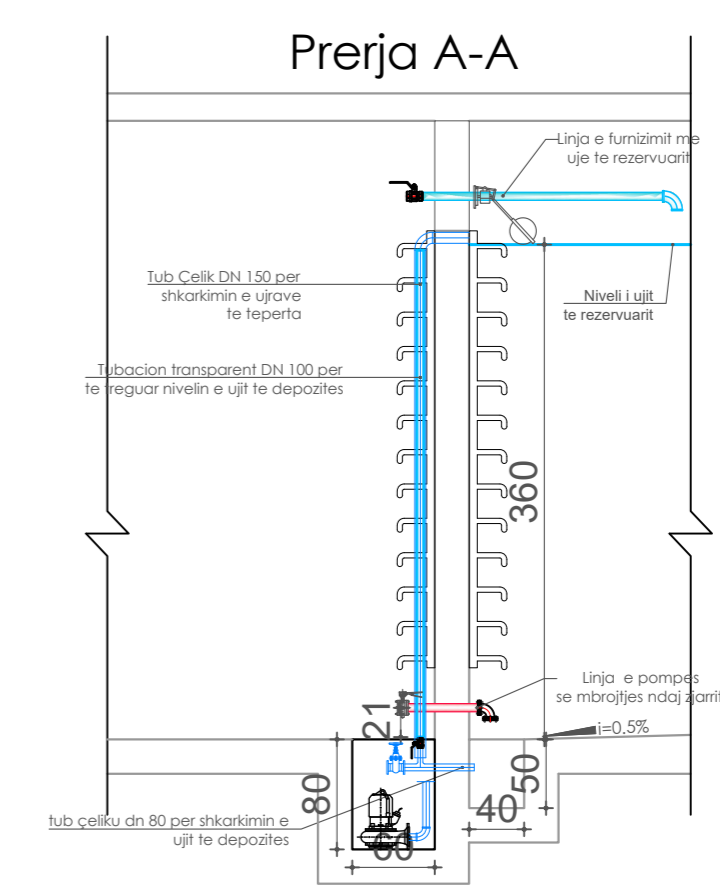 Prerja A-A
Linja e furnizimit me
uje te rezervuarit
Tub Çelik DN 150 per
shkarkimin e ujrave
te teperta
Niveli i ujit
te rezervuarit
Tubacion transparent DN 100 per
te treguar nivelin e ujit te depozites
360
Linja e pompes
se mbrojtjes ndaj zjarrit
21
i=0.5%
80
50
40
tub çeliku dn 80 per shkarkimin e
ujit te depozites
60